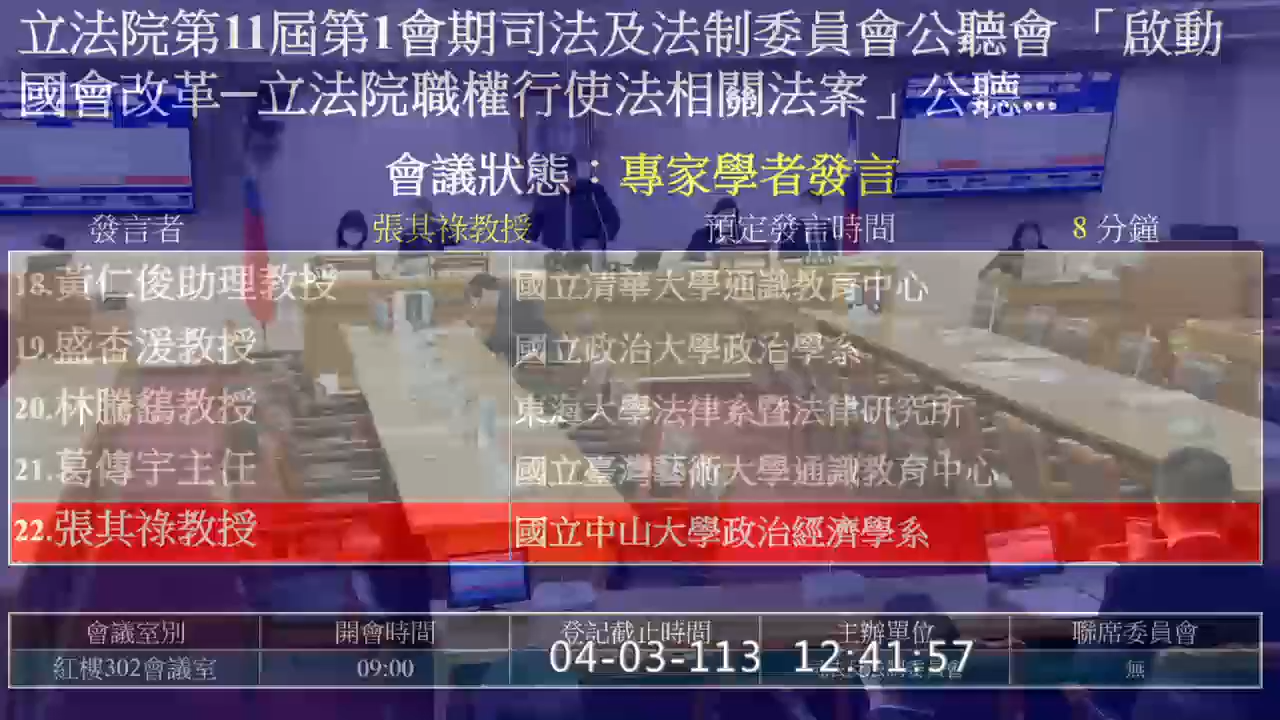 立法院第11屆第1會期司法及法制委員會公聽會「啟動
國會改革—立法院職權行使法相關法案」公聽...
會議狀態：專家學者發言
發言者 張其祿教授 預定發言時間 8 分鐘
18.黃仁俊助理教授 國立清華大學通識教育中心
19.盛杏湲教授 國立政治大學政治學系
20.林騰鷂教授 東海大學法律系暨法律研究所
21.葛傳宇主任 國立臺灣藝術大學通識教育中心
22.張其祿教授 國立中山大學政治經濟學系
會議室別 開會時間 登記截止時間 主辦單位 聯席委員會
紅樓302會議室 09:00 無
04-03-113 12:41:57